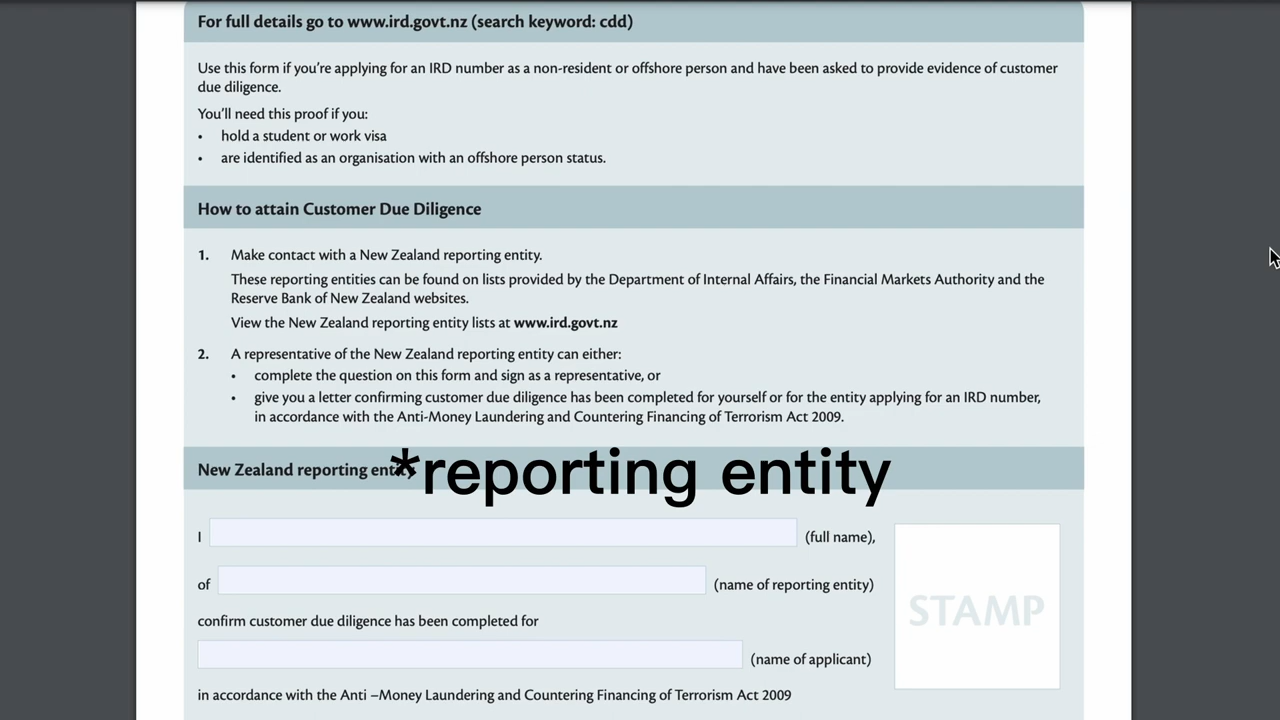 For full details go to www.ird.govt.nz (search keyword: cdd)
Use this form if you're applying for an IRD number as a non-resident or offshore person and have been asked to provide evidence of customer
due diligence.
You'll need this proof if you:
• hold a student or work visa
• are identified as an organisation with an offshore person status.
How to attain Customer Due Diligence
1. Make contact with a New Zealand reporting entity.
These reporting entities can be found on lists provided by the Department of Internal Affairs, the Financial Markets Authority and the
Reserve Bank of New Zealand websites.
View the New Zealand reporting entity lists at www.ird.govt.nz
2. A representative of the New Zealand reporting entity can either:
• complete the question on this form and sign as a representative, or
• give you a letter confirming customer due diligence has been completed for yourself or for the entity applying for an IRD number,
in accordance with the Anti-Money Laundering and Countering Financing of Terrorism Act 2009.
New Zealand reporting entity
*reporting entity
I (full name),
of (name of reporting entity)
STAMP
confirm customer due diligence has been completed for
(name of applicant)
in accordance with the Anti –Money Laundering and Countering Financing of Terrorism Act 2009